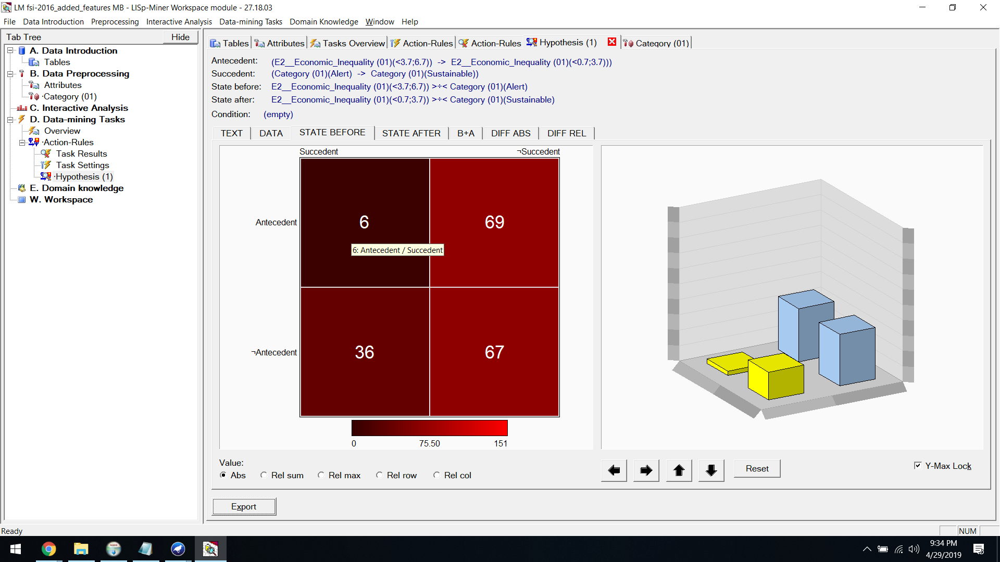 LM fsi-2016_added_features MB - LISp-Miner Workspace module - 27.18.03
File Data Introduction Preprocessing Interactive Analysis Data-mining Tasks Domain Knowledge Window Help
Tab Tree Hide
A. Data Introduction
Tables
B. Data Preprocessing
Attributes
·Category (01)
C. Interactive Analysis
D. Data-mining Tasks
Overview
·Action-Rules
Task Results
Task Settings
·Hypothesis (1)
E. Domain knowledge
W. Workspace
Tables Attributes Tasks Overview Action-Rules Action-Rules Hypothesis (1) Category (01)
Antecedent: (E2__Economic_Inequality (01)(<3.7;6.7)) -> E2__Economic_Inequality (01)(<0.7;3.7)))
Succedent: (Category (01)(Alert) -> Category (01)(Sustainable))
State before: E2__Economic_Inequality (01)(<3.7;6.7)) >÷< Category (01)(Alert)
State after: E2__Economic_Inequality (01)(<0.7;3.7)) >÷< Category (01)(Sustainable)
Condition: (empty)
TEXT DATA STATE BEFORE STATE AFTER B+A DIFF ABS DIFF REL
Succedent ¬Succedent
Antecedent 6 69
6: Antecedent / Succedent
¬Antecedent 36 67
0 75.50 151
Value:
Abs Rel sum Rel max Rel row Rel col
Reset
Y-Max Lock
Export
Ready
NUM
9:34 PM
4/29/2019